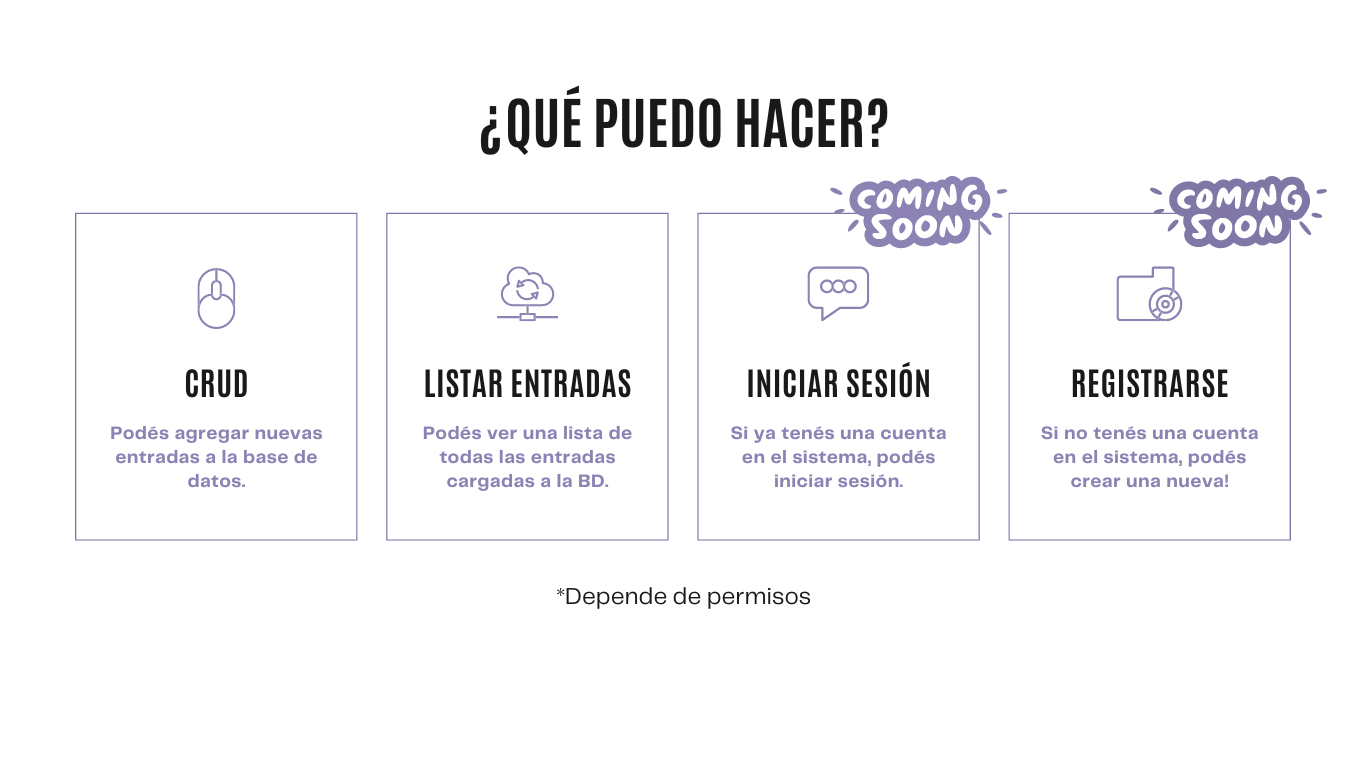 ¿QUÉ PUEDO HACER?
COMING
SOON
COMING
SOON
CRUD
Podés agregar nuevas
entradas a la base de
datos.
LISTAR ENTRADAS
Podés ver una lista de
todas las entradas
cargadas a la BD.
INICIAR SESIÓN
Si ya tenés una cuenta
en el sistema, podés
iniciar sesión.
REGISTRARSE
Si no tenés una cuenta
en el sistema, podés
crear una nueva!
*Depende de permisos